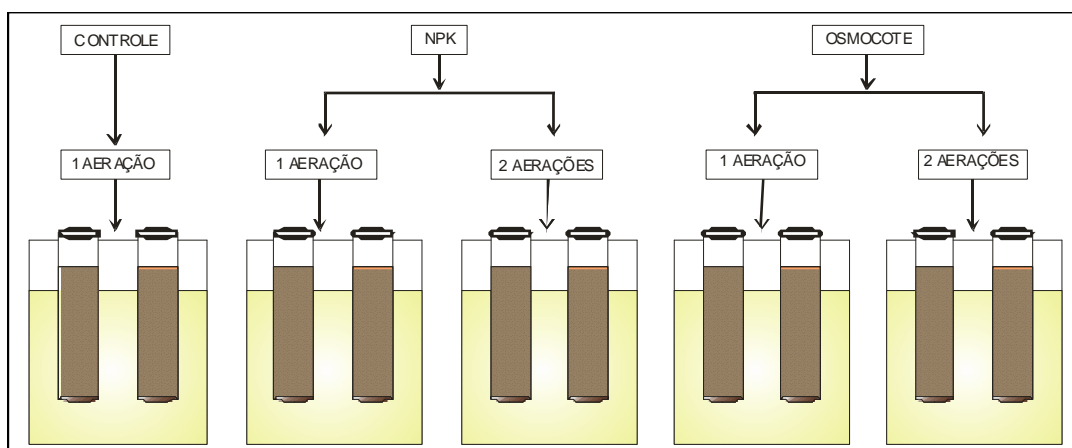 CONTROLE
NPK
OSMOCOTE
1 AERAÇÃO
1 AERAÇÃO
2 AERAÇÕES
1 AERAÇÃO
2 AERAÇÕES